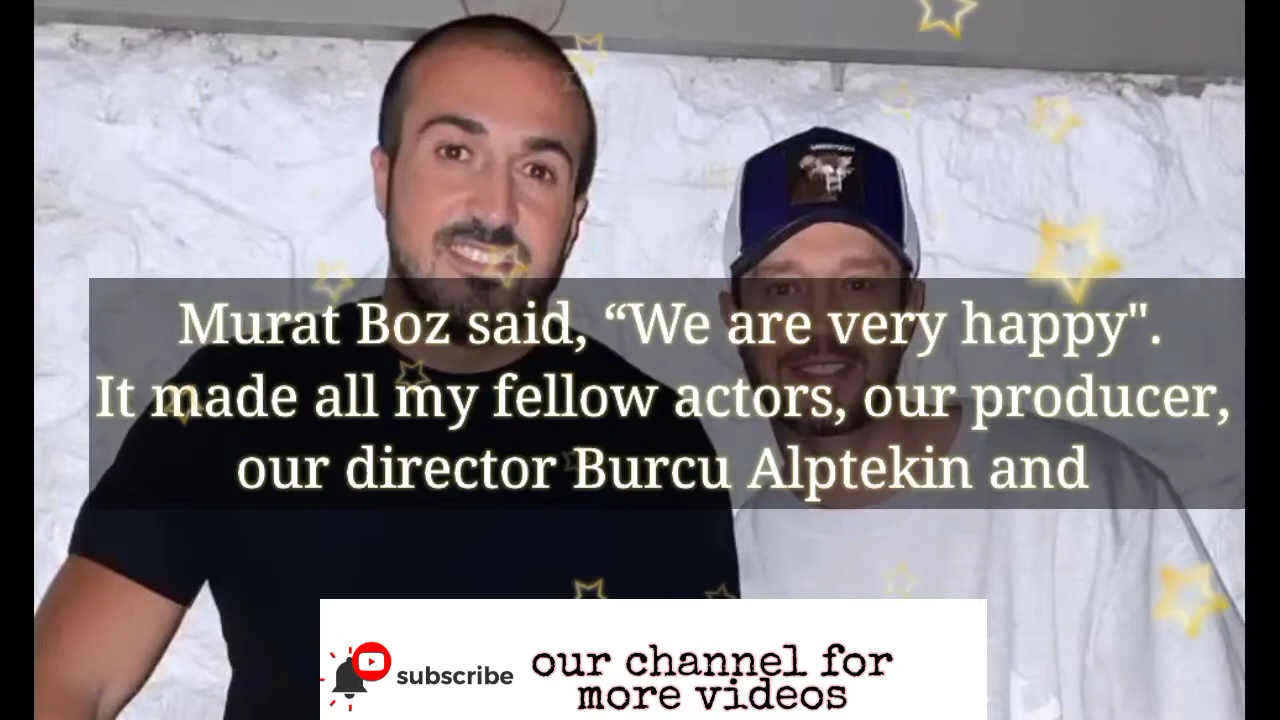 Murat Boz said, “We are very happy".
It made all my fellow actors, our producer,
our director Burcu Alptekin and
subscribe
our channel for
more videos